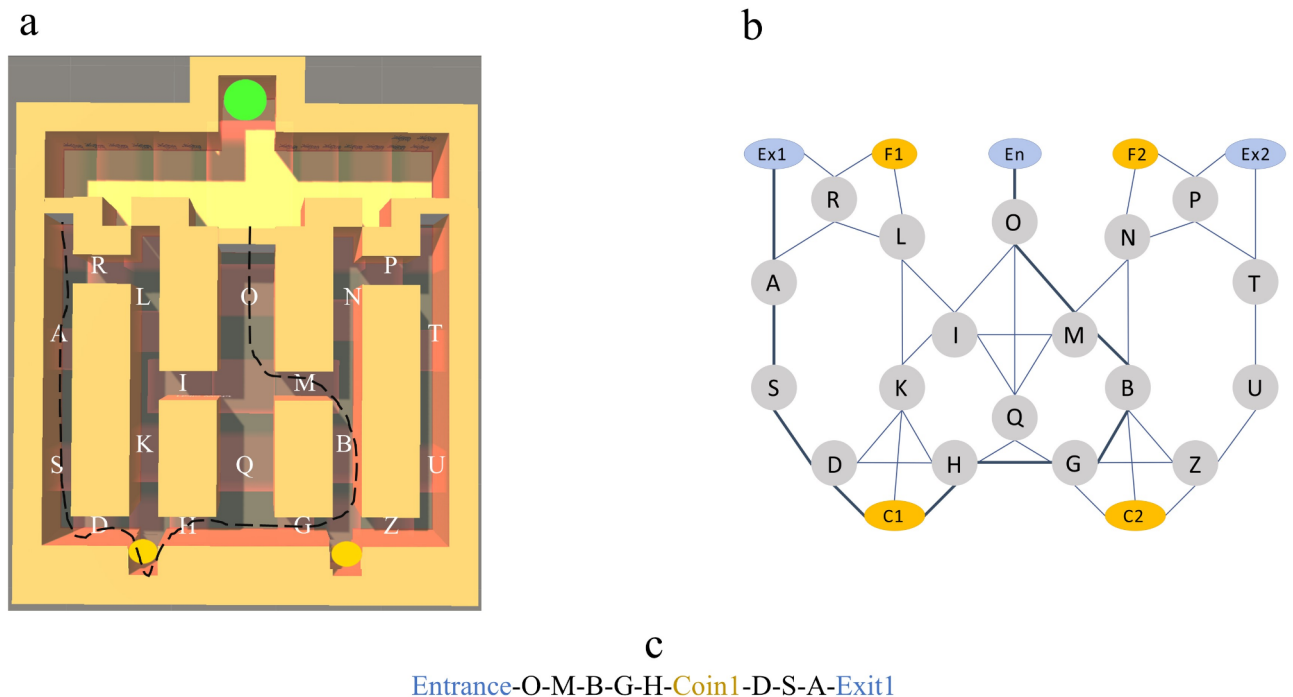 a
b
R
P
L
O
N
A
T
I
M
K
B
S
Q
U
D
H
G
Z
Ex1
F1
En
F2
Ex2
R
P
L
O
N
A
T
I
M
S
K
Q
B
U
D
H
G
Z
C1
C2
c
Entrance-O-M-B-G-H-Coin1-D-S-A-Exit1